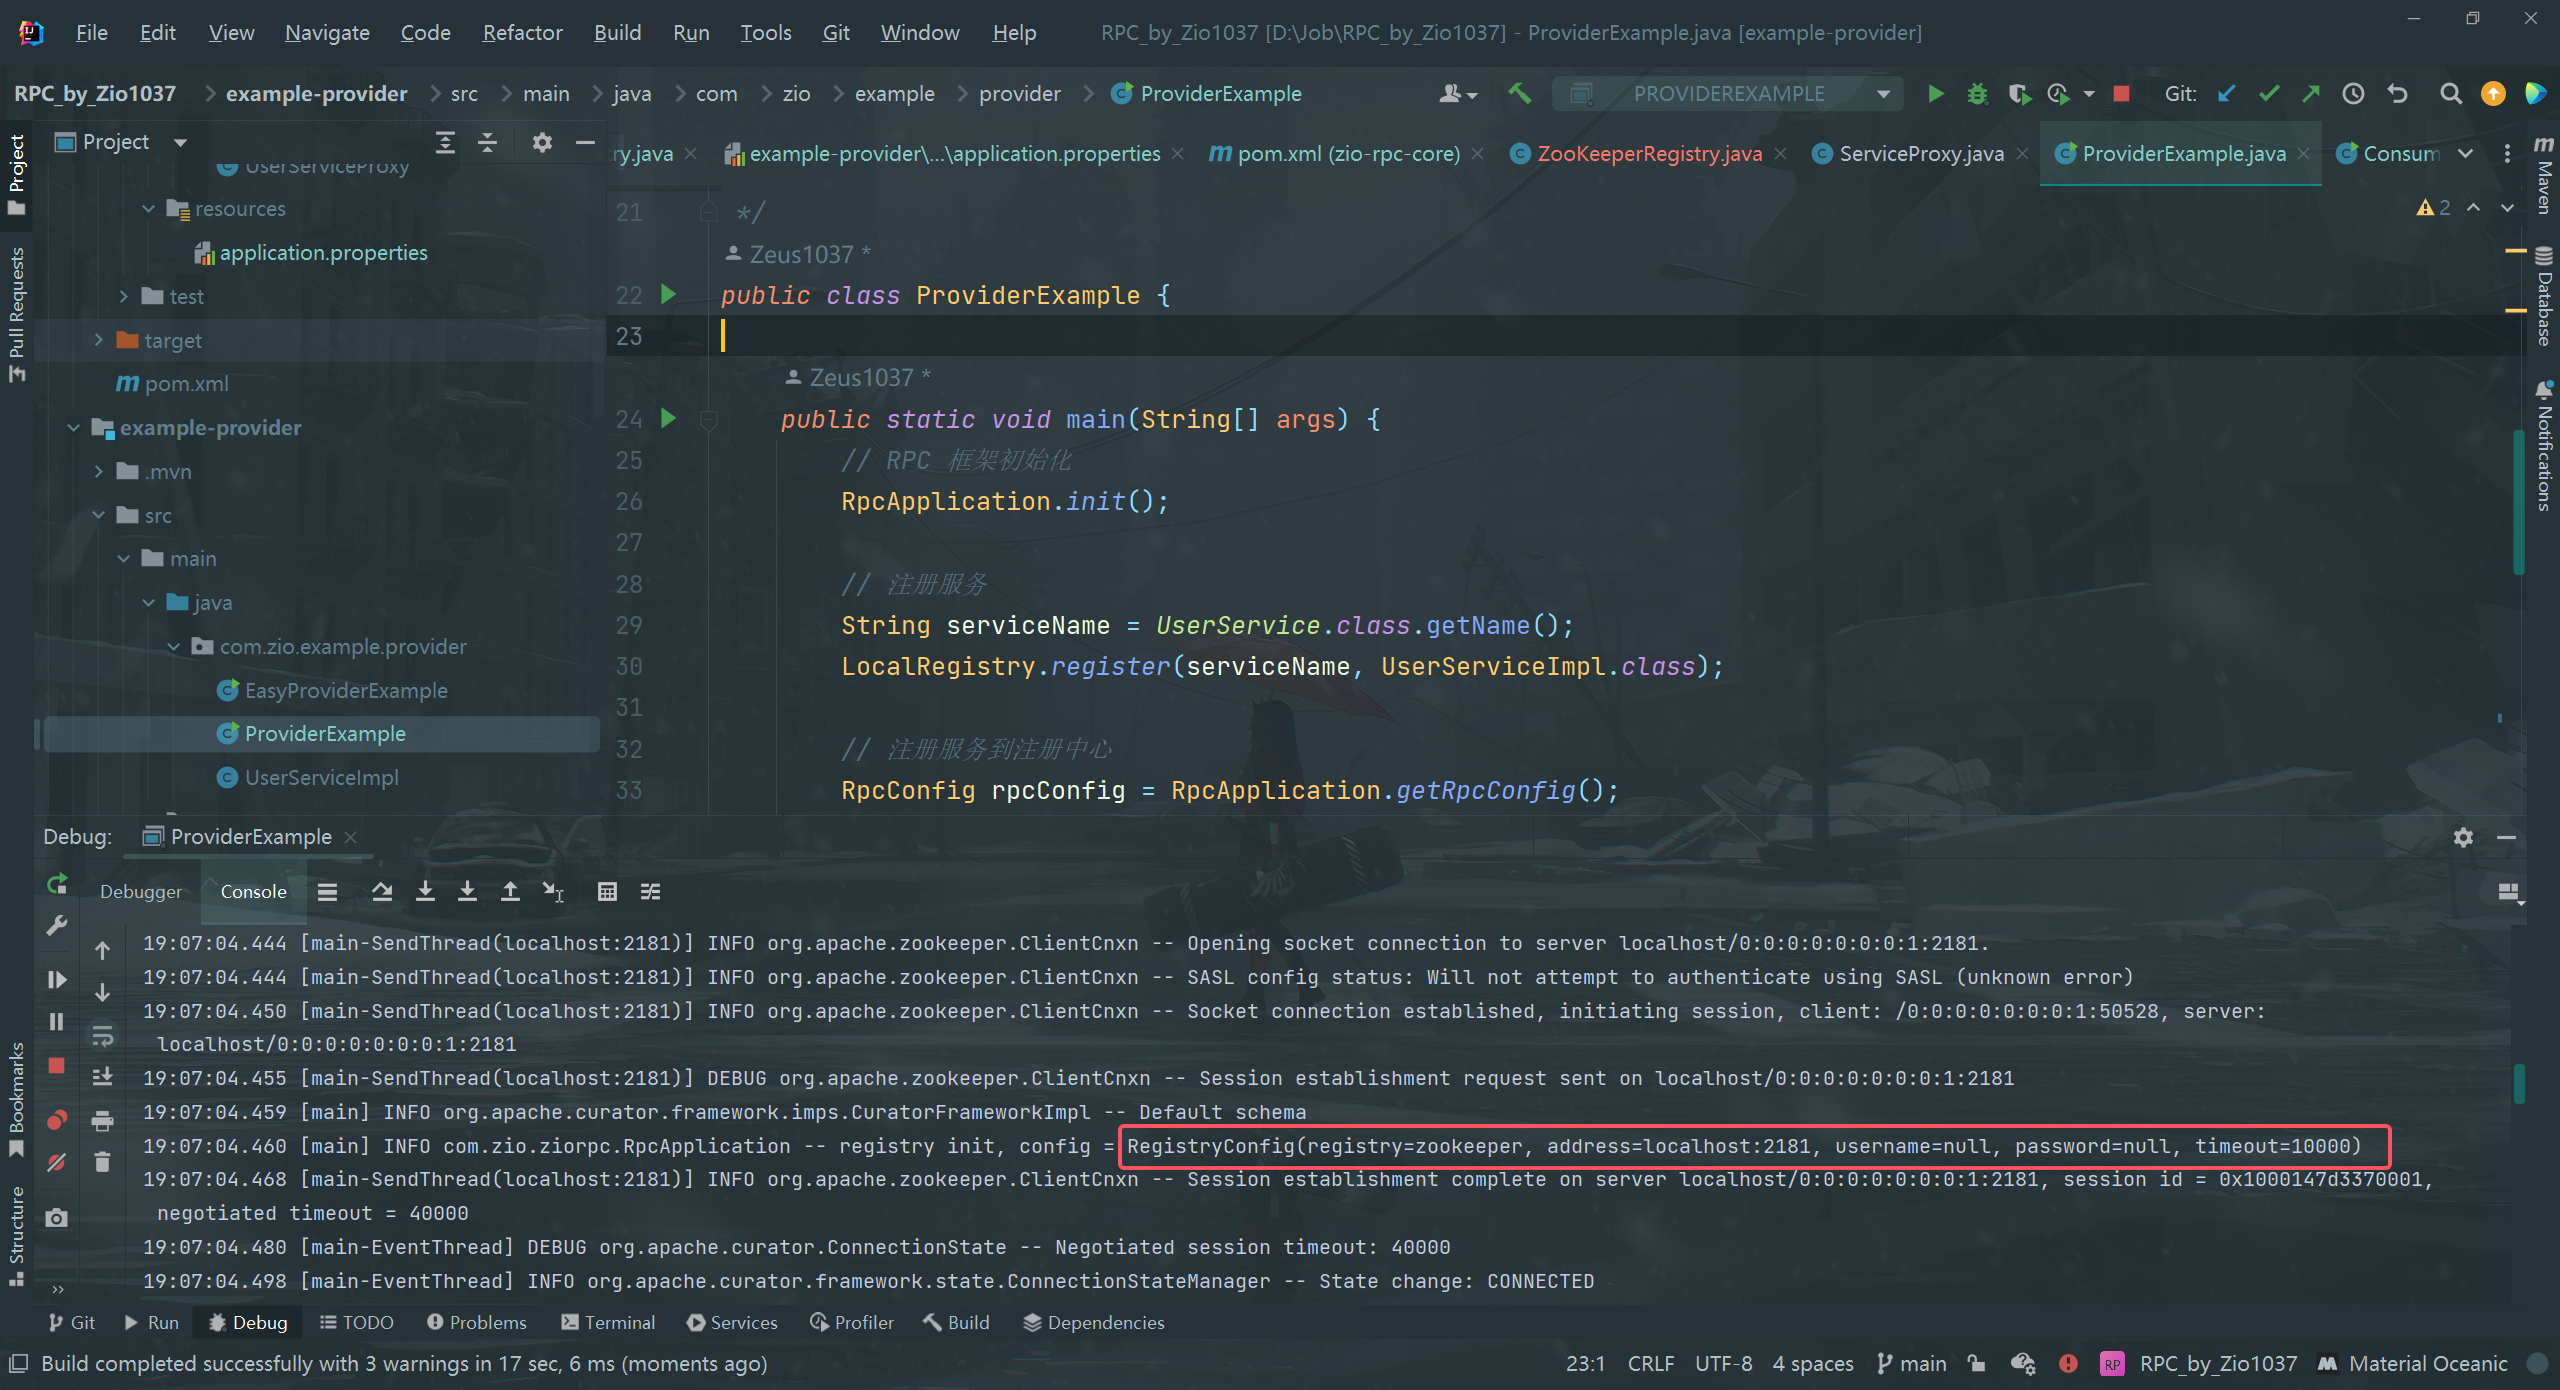 File Edit View Navigate Code Refactor Build Run Tools Git Window Help RPC_by_Zio1037 [D:\Job\RPC_by_Zio1037] - ProviderExample.java [example-provider]
RPC_by_Zio1037 example-provider src main java com zio example provider ProviderExample PROVIDEREXAMPLE Git:
Project
ry.java example-provider\...\application.properties pom.xml (zio-rpc-core) ZooKeeperRegistry.java ServiceProxy.java ProviderExample.java Consum
Project
Pull Requests
Bookmarks
Structure
UserServiceProxy
resources
application.properties
test
target
pom.xml
example-provider
.mvn
src
main
java
com.zio.example.provider
EasyProviderExample
ProviderExample
UserServiceImpl
2
21 */
Zeus1037 *
22 public class ProviderExample {
23
Zeus1037 *
24 public static void main(String[] args) {
25 // RPC 框架初始化
26 RpcApplication.init();
27
28 // 注册服务
29 String serviceName = UserService.class.getName();
30 LocalRegistry.register(serviceName, UserServiceImpl.class);
31
32 // 注册服务到注册中心
33 RpcConfig rpcConfig = RpcApplication.getRpcConfig();
Maven
Database
Notifications
Debug: ProviderExample
Debugger Console
19:07:04.444 [main-SendThread(localhost:2181)] INFO org.apache.zookeeper.ClientCnxn -- Opening socket connection to server localhost/0:0:0:0:0:0:0:1:2181.
19:07:04.444 [main-SendThread(localhost:2181)] INFO org.apache.zookeeper.ClientCnxn -- SASL config status: Will not attempt to authenticate using SASL (unknown error)
19:07:04.450 [main-SendThread(localhost:2181)] INFO org.apache.zookeeper.ClientCnxn -- Socket connection established, initiating session, client: /0:0:0:0:0:0:0:1:50528, server:
localhost/0:0:0:0:0:0:0:1:2181
19:07:04.455 [main-SendThread(localhost:2181)] DEBUG org.apache.zookeeper.ClientCnxn -- Session establishment request sent on localhost/0:0:0:0:0:0:0:1:2181
19:07:04.459 [main] INFO org.apache.curator.framework.imps.CuratorFrameworkImpl -- Default schema
19:07:04.460 [main] INFO com.zio.ziorpc.RpcApplication -- registry init, config = RegistryConfig(registry=zookeeper, address=localhost:2181, username=null, password=null, timeout=10000)
19:07:04.468 [main-SendThread(localhost:2181)] INFO org.apache.zookeeper.ClientCnxn -- Session establishment complete on server localhost/0:0:0:0:0:0:0:1:2181, session id = 0x1000147d3370001,
negotiated timeout = 40000
19:07:04.480 [main-EventThread] DEBUG org.apache.curator.ConnectionState -- Negotiated session timeout: 40000
19:07:04.498 [main-EventThread] INFO org.apache.curator.framework.state.ConnectionStateManager -- State change: CONNECTED
Git Run Debug TODO Problems Terminal Services Profiler Build Dependencies
Build completed successfully with 3 warnings in 17 sec, 6 ms (moments ago) 23:1 CRLF UTF-8 4 spaces main RP RPC_by_Zio1037 Material Oceanic